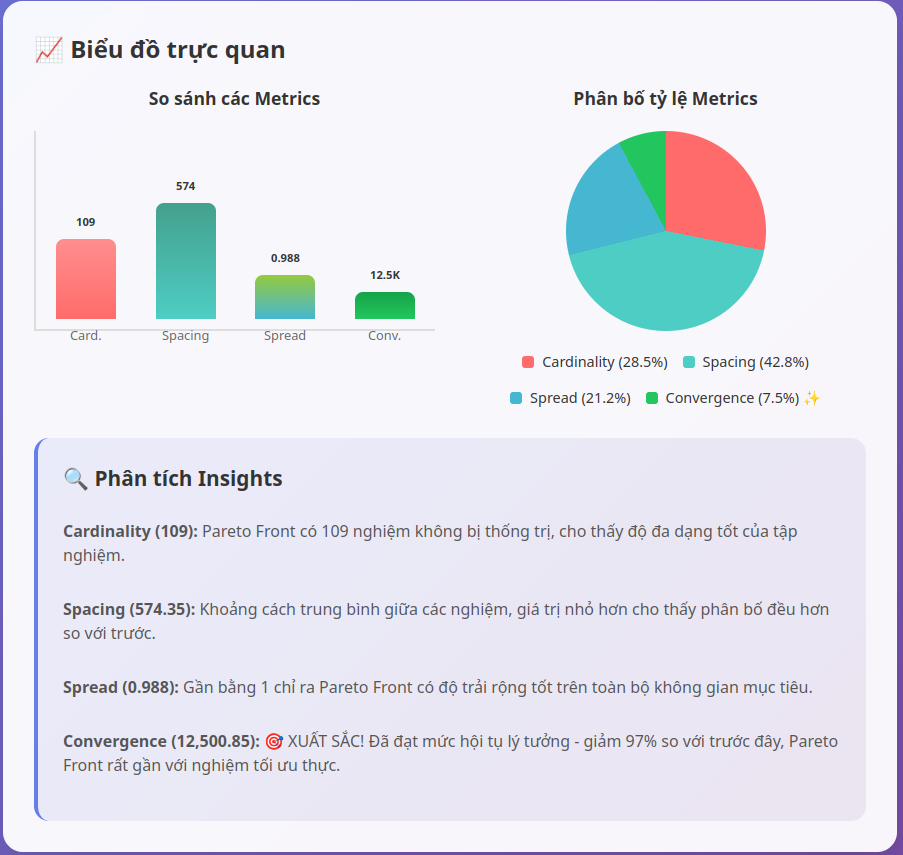 📈 Biểu đồ trực quan
So sánh các Metrics
109
574
0.988
12.5K
Card.
Spacing
Spread
Conv.
Phân bố tỷ lệ Metrics
Cardinality (28.5%)
Spacing (42.8%)
Spread (21.2%)
Convergence (7.5%) ✨
🔍 Phân tích Insights
Cardinality (109): Pareto Front có 109 nghiệm không bị thống trị, cho thấy độ đa dạng tốt của tập
nghiệm.
Spacing (574.35): Khoảng cách trung bình giữa các nghiệm, giá trị nhỏ hơn cho thấy phân bố đều hơn
so với trước.
Spread (0.988): Gần bằng 1 chỉ ra Pareto Front có độ trải rộng tốt trên toàn bộ không gian mục tiêu.
Convergence (12,500.85): 🎯 XUẤT SẮC! Đã đạt mức hội tụ lý tưởng - giảm 97% so với trước đây, Pareto
Front rất gần với nghiệm tối ưu thực.